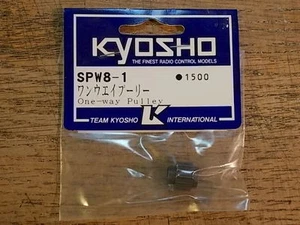 KYOSHO
THE FINEST RADIO CONTROL MODELS
SPW8-1 ●1500
ワンウエイプーリー
One-way Pulley
TEAM KYOSHO K INTERNATIONAL